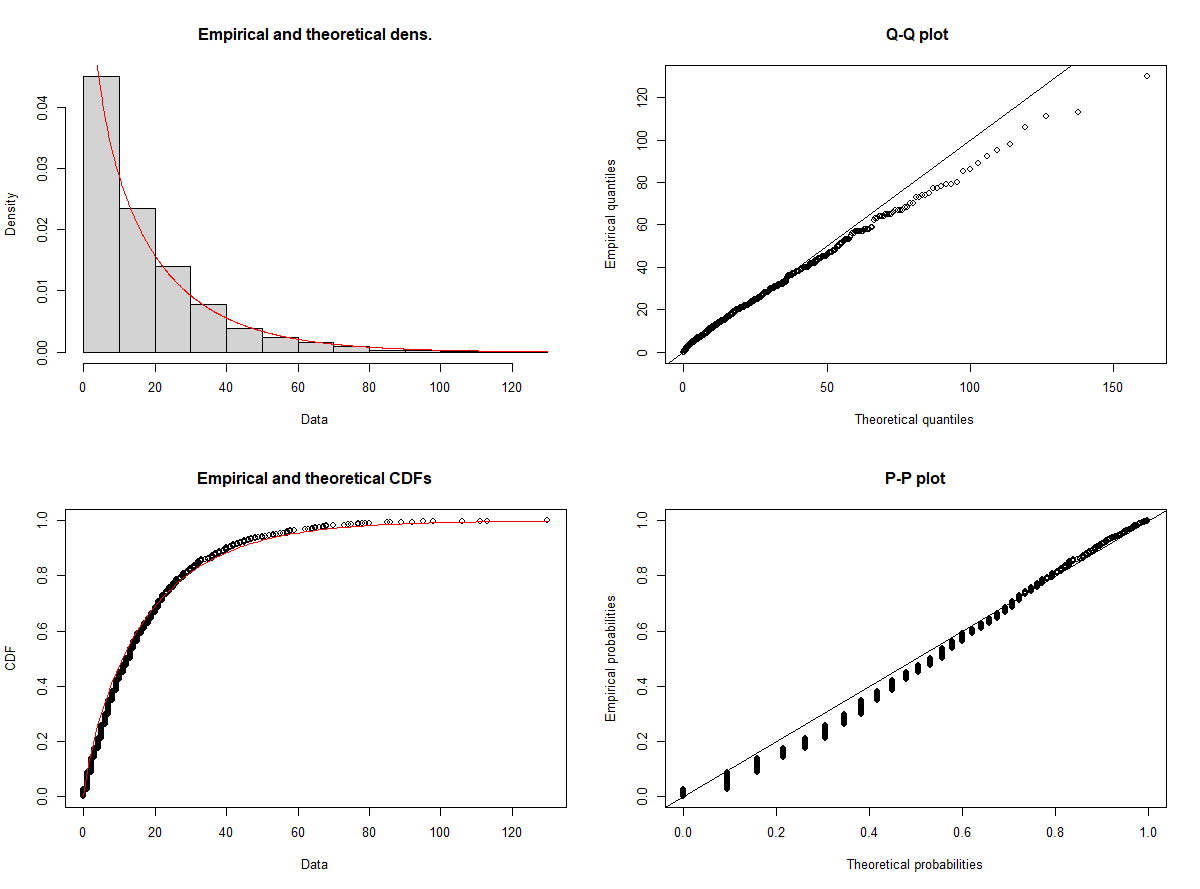 Empirical and theoretical dens.
Density
0.00 0.01 0.02 0.03 0.04
0 20 40 60 80 100 120
Data
Q-Q plot
Empirical quantiles
0 20 40 60 80 100 120
0 50 100 150
Theoretical quantiles
Empirical and theoretical CDFs
CDF
0.0 0.2 0.4 0.6 0.8 1.0
0 20 40 60 80 100 120
Data
P-P plot
Empirical probabilities
0.0 0.2 0.4 0.6 0.8 1.0
0.0 0.2 0.4 0.6 0.8 1.0
Theoretical probabilities